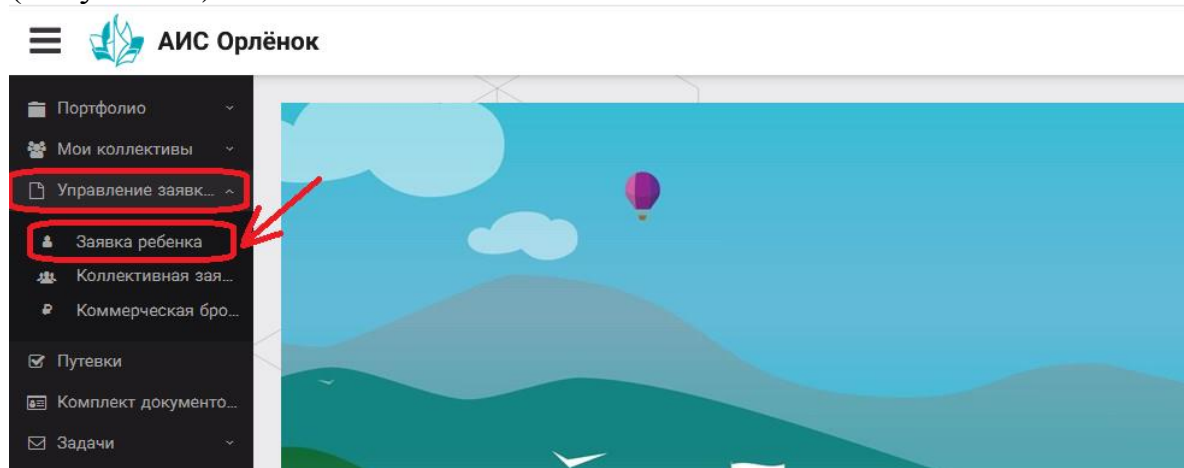 АИС Орлёнок
Портфолио
Мои коллективы
Управление заявк...
Заявка ребенка
Коллективная зая...
Коммерческая бро...
Путевки
Комплект документо...
Задачи